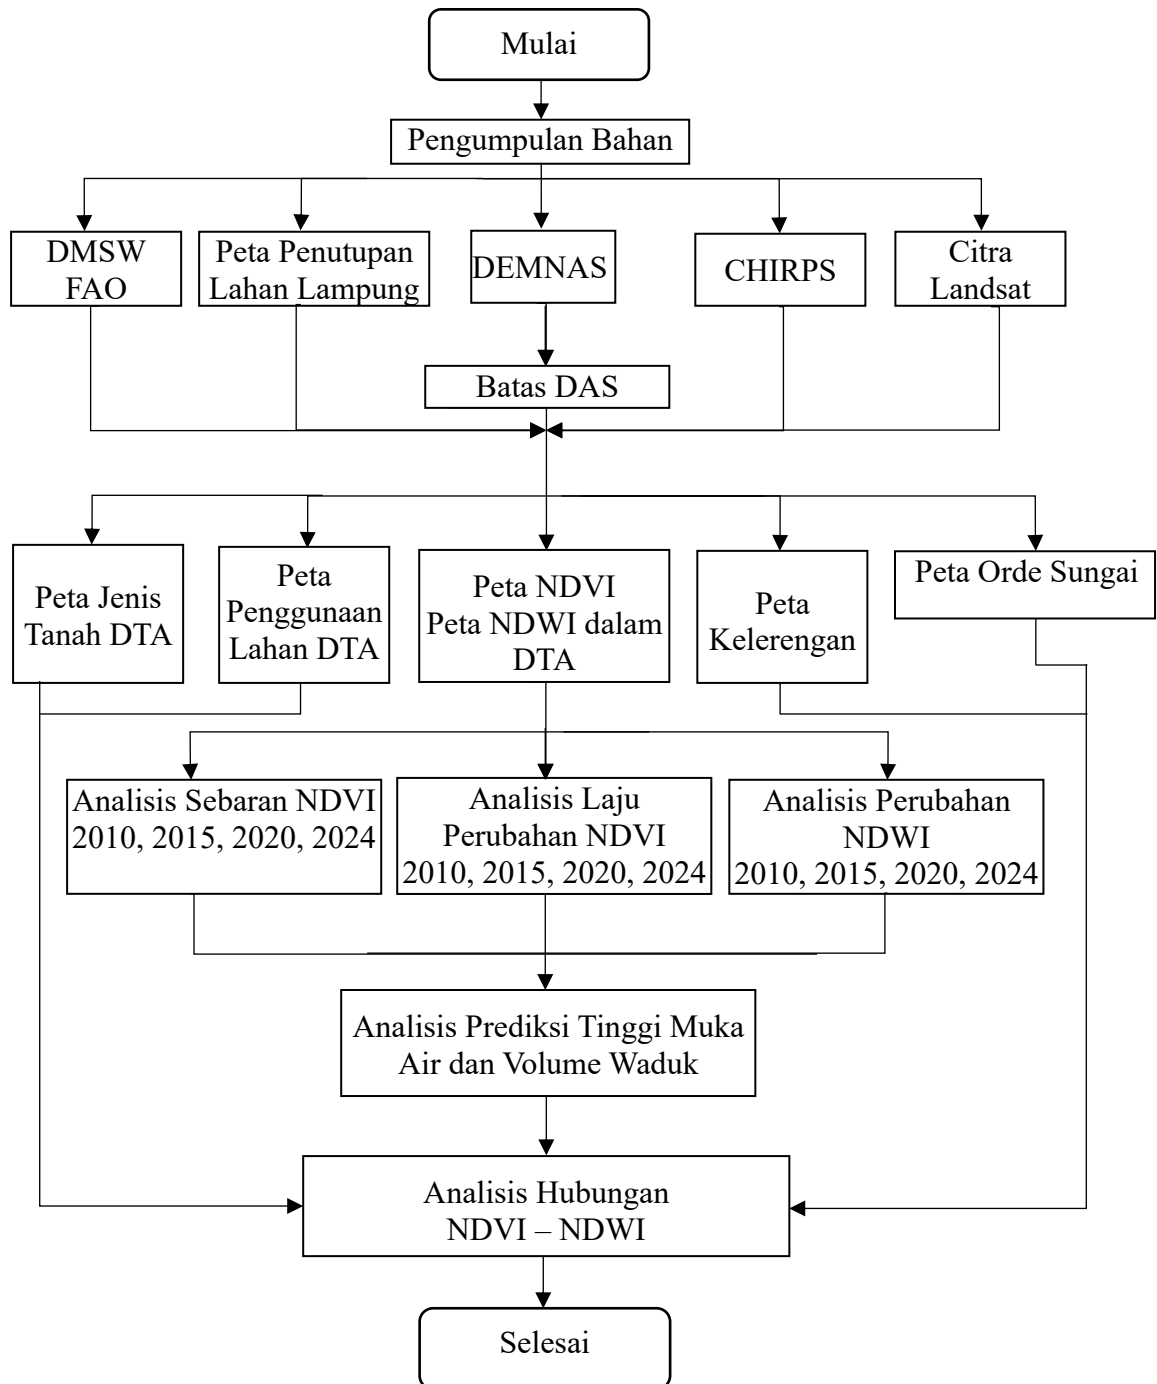 Mulai
Pengumpulan Bahan
DMSW
FAO
Peta Penutupan
Lahan Lampung
DEMNAS
CHIRPS
Citra
Landsat
Batas DAS
Peta Jenis
Tanah DTA
Peta
Penggunaan
Lahan DTA
Peta NDVI
Peta NDWI dalam
DTA
Peta
Kelerengan
Peta Orde Sungai
Analisis Sebaran NDVI
2010, 2015, 2020, 2024
Analisis Laju
Perubahan NDVI
2010, 2015, 2020, 2024
Analisis Perubahan
NDWI
2010, 2015, 2020, 2024
Analisis Prediksi Tinggi Muka
Air dan Volume Waduk
Analisis Hubungan
NDVI – NDWI
Selesai